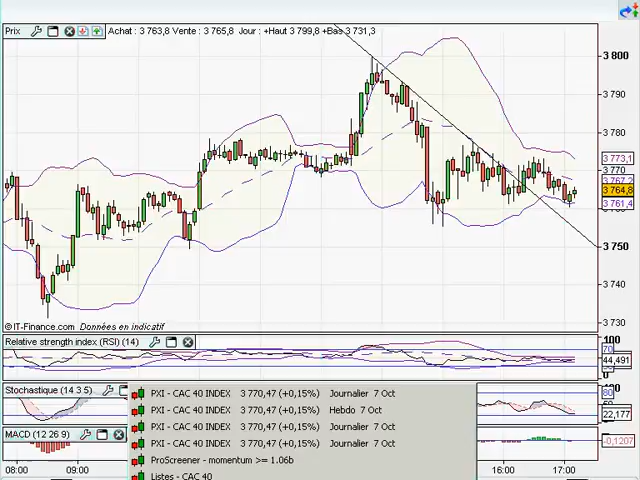 Prix Achat : 3 763,8 Vente : 3 765,8 Jour : +Haut 3 799,8 +Bas 3 731,3
3 800
3 790
3 780
3 773,1
3 770
3 767,2
3 764,8
3 761,4
3 750
3 740
3 730
© IT-Finance.com Données en indicatif
Relative strength index (RSI) (14)
100
70
44,491
0
Stochastique (14 3 5)
80
22,177
MACD (12 26 9)
-0,1207
PXI - CAC 40 INDEX 3 770,47 (+0,15%) Journalier 7 Oct
PXI - CAC 40 INDEX 3 770,47 (+0,15%) Hebdo 7 Oct
PXI - CAC 40 INDEX 3 770,47 (+0,15%) Journalier 7 Oct
PXI - CAC 40 INDEX 3 770,47 (+0,15%) Journalier 7 Oct
ProScreener - momentum >= 1.06b
Listes - CAC 40
08:00 09:00 16:00 17:00